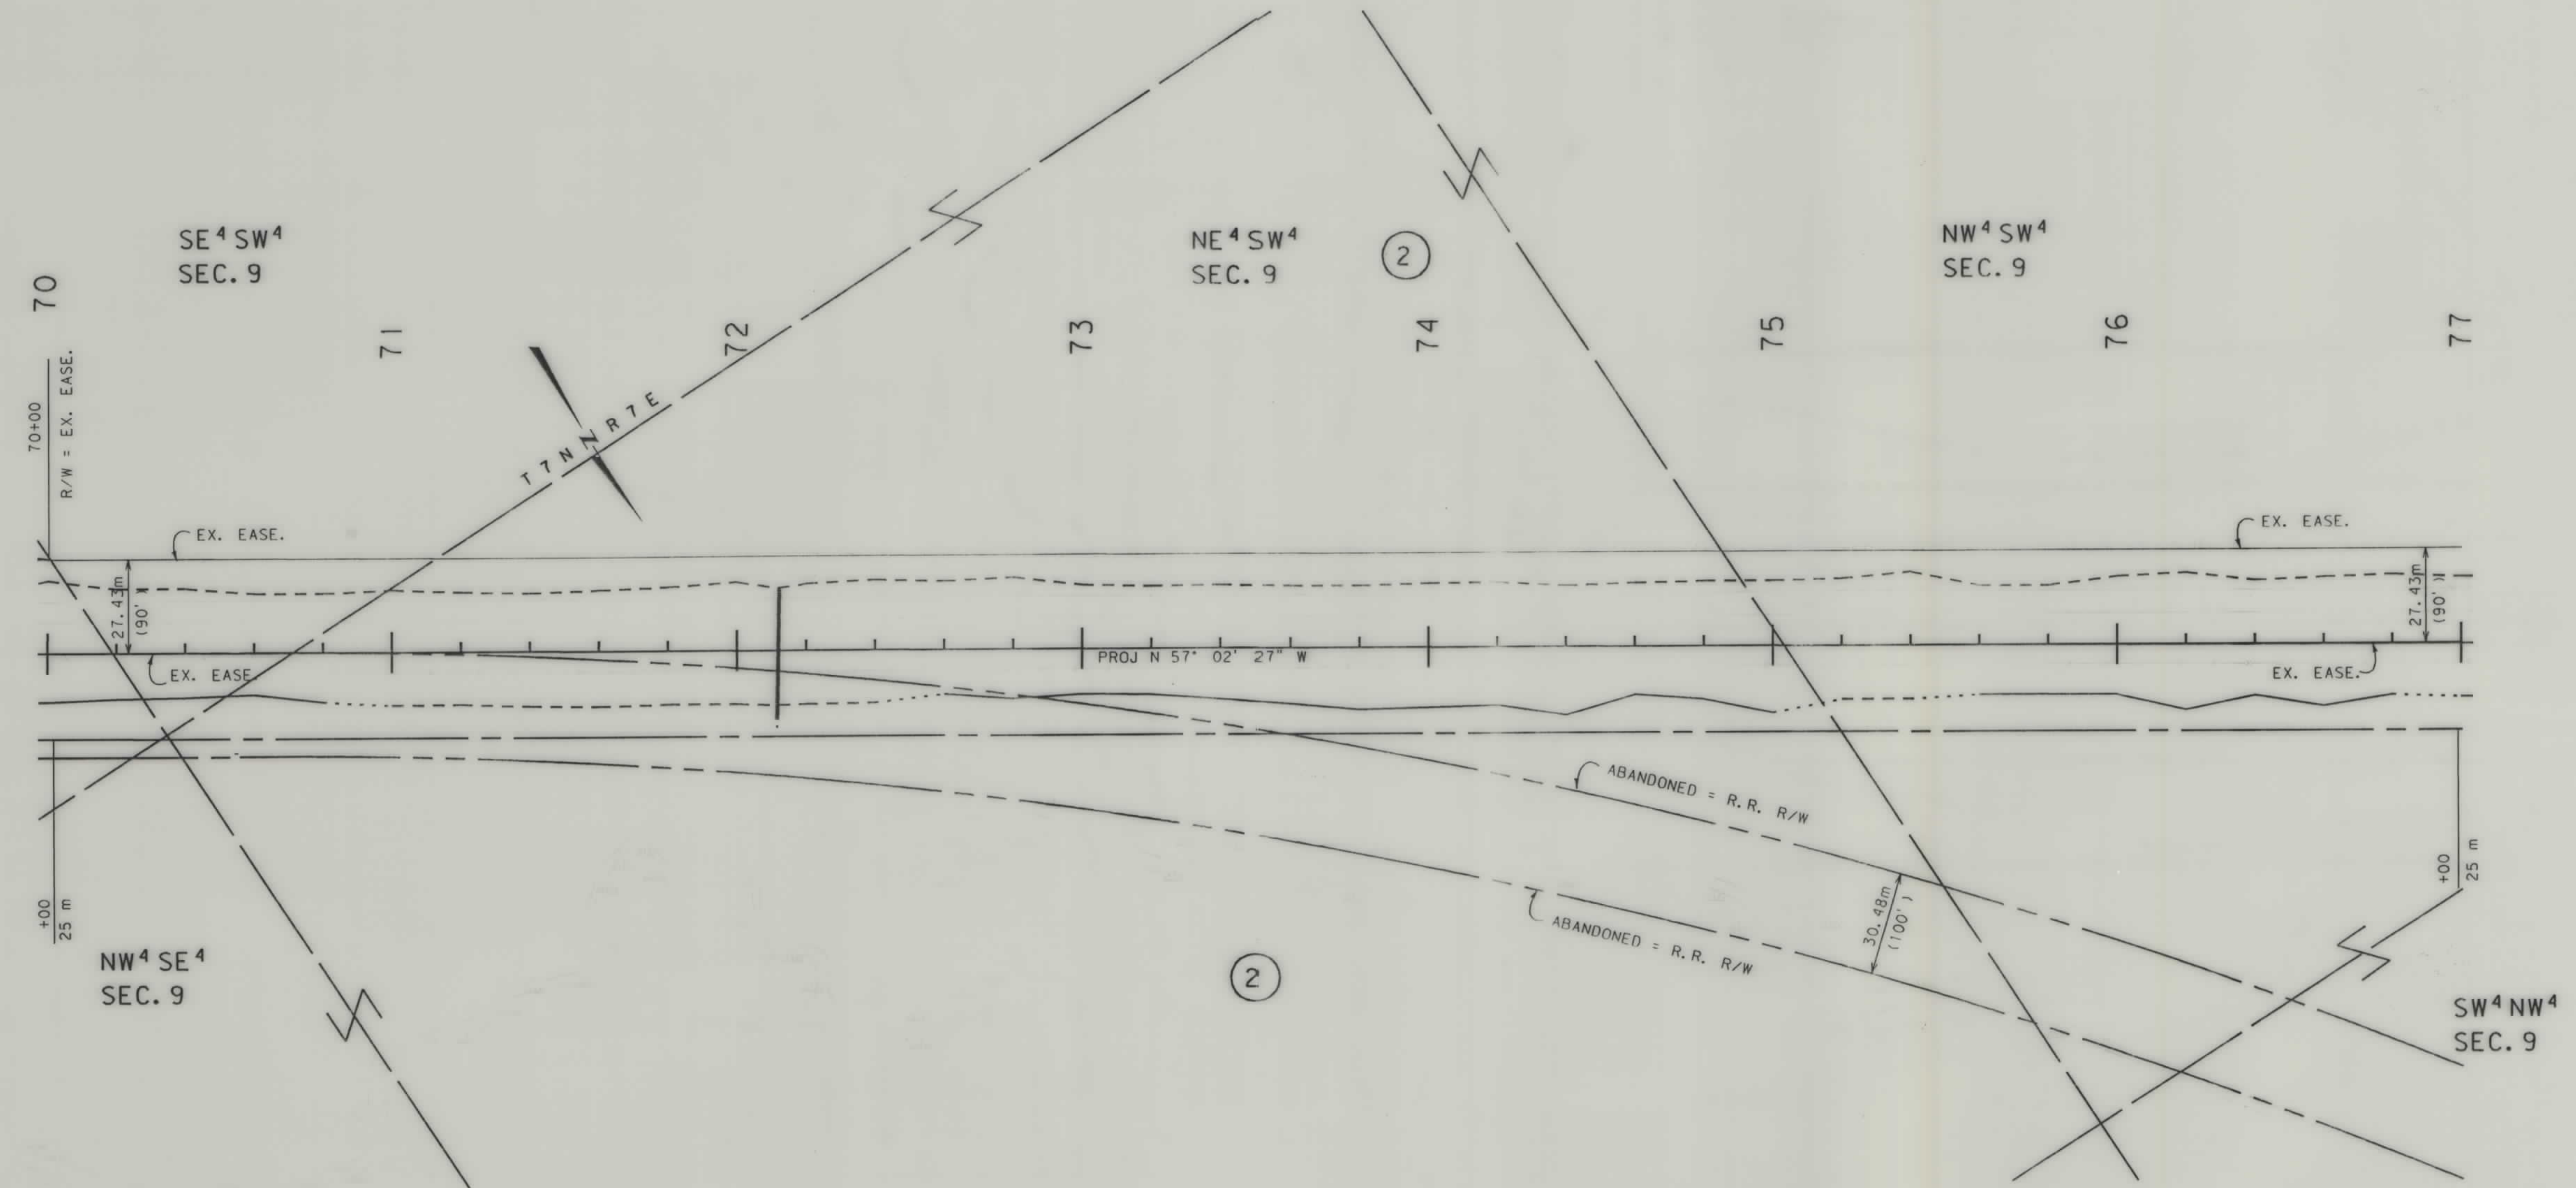 SE⁴ SW⁴
SEC. 9
NE⁴ SW⁴
SEC. 9
2
NW⁴ SW⁴
SEC. 9
70
71
72
73
74
75
76
77
70+00
R/W = EX. EASE.
T 7 N R 7 E
N
EX. EASE.
EX. EASE.
27.43m
(90')
27.43m
(90')
PROJ N 57° 02' 27" W
EX. EASE.
EX. EASE.
ABANDONED = R.R. R/W
ABANDONED = R.R. R/W
30.48m
(100')
+00
25 m
+00
25 m
NW⁴ SE⁴
SEC. 9
2
SW⁴ NW⁴
SEC. 9